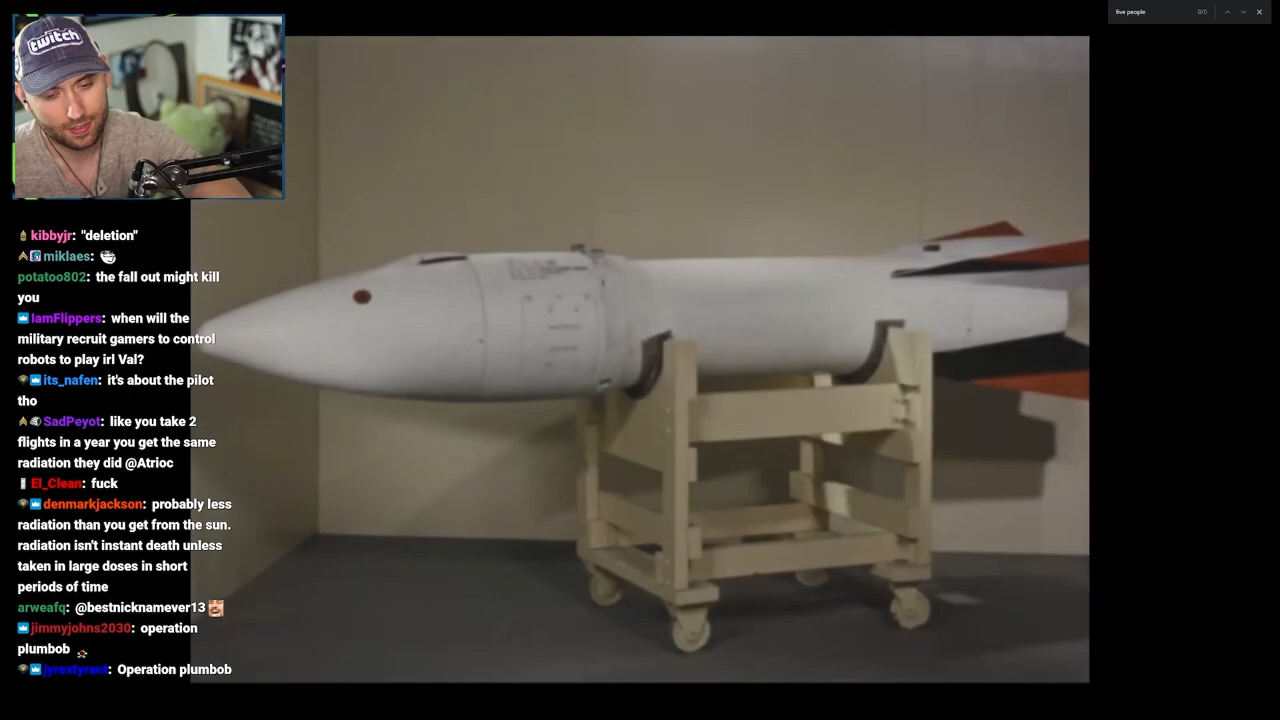 five people
0/0
twitch
kibbyjr: "deletion"
miklaes:
potatoo802: the fall out might kill
you
IamFlippers: when will the
military recruit gamers to control
robots to play irl Val?
its_nafen: it's about the pilot
tho
SadPeyot: like you take 2
flights in a year you get the same
radiation they did @Atrioc
El_Clean: fuck
denmarkjackson: probably less
radiation than you get from the sun.
radiation isn't instant death unless
taken in large doses in short
periods of time
arweafq: @bestnicknamever13
jimmyjohns2030: operation
plumbob
jyrextyrant: Operation plumbob